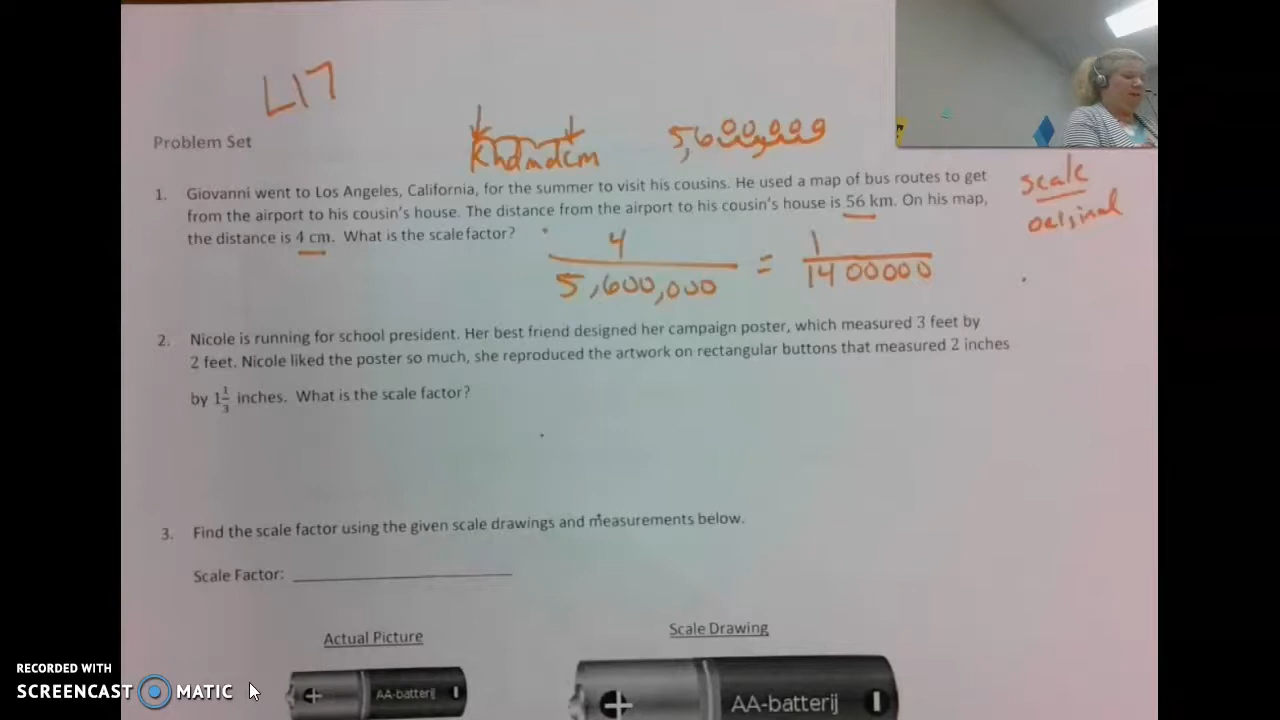 L17
Problem Set
khdmdcm 5,600,000
1. Giovanni went to Los Angeles, California, for the summer to visit his cousins. He used a map of bus routes to get
from the airport to his cousin's house. The distance from the airport to his cousin's house is 56 km. On his map,
the distance is 4 cm. What is the scale factor?
scale
original
4
5,600,000
=
1
1400000
2. Nicole is running for school president. Her best friend designed her campaign poster, which measured 3 feet by
2 feet. Nicole liked the poster so much, she reproduced the artwork on rectangular buttons that measured 2 inches
by 1 1/3 inches. What is the scale factor?
3. Find the scale factor using the given scale drawings and measurements below.
Scale Factor:
Actual Picture
Scale Drawing
+ AA-batterij I
+ AA-batterij I
RECORDED WITH
SCREENCAST MATIC